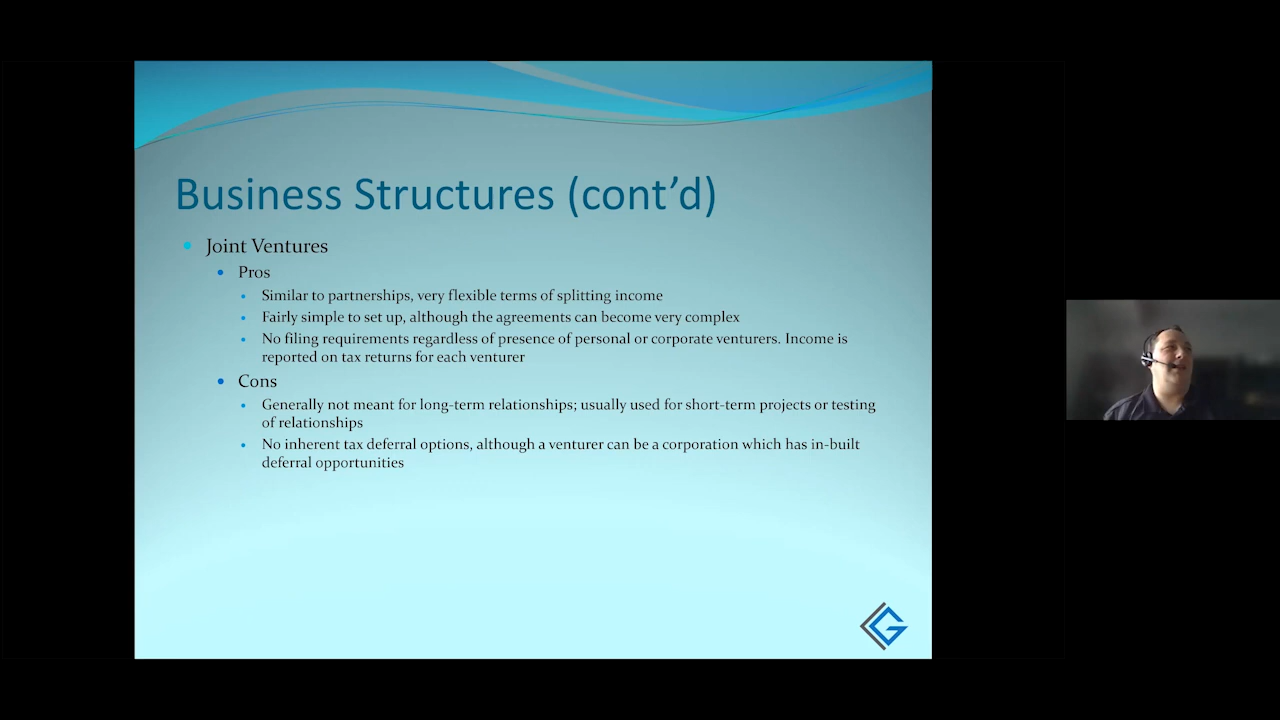 Business Structures (cont’d)
Joint Ventures
Pros
Similar to partnerships, very flexible terms of splitting income
Fairly simple to set up, although the agreements can become very complex
No filing requirements regardless of presence of personal or corporate venturers. Income is
reported on tax returns for each venturer
Cons
Generally not meant for long-term relationships; usually used for short-term projects or testing
of relationships
No inherent tax deferral options, although a venturer can be a corporation which has in-built
deferral opportunities